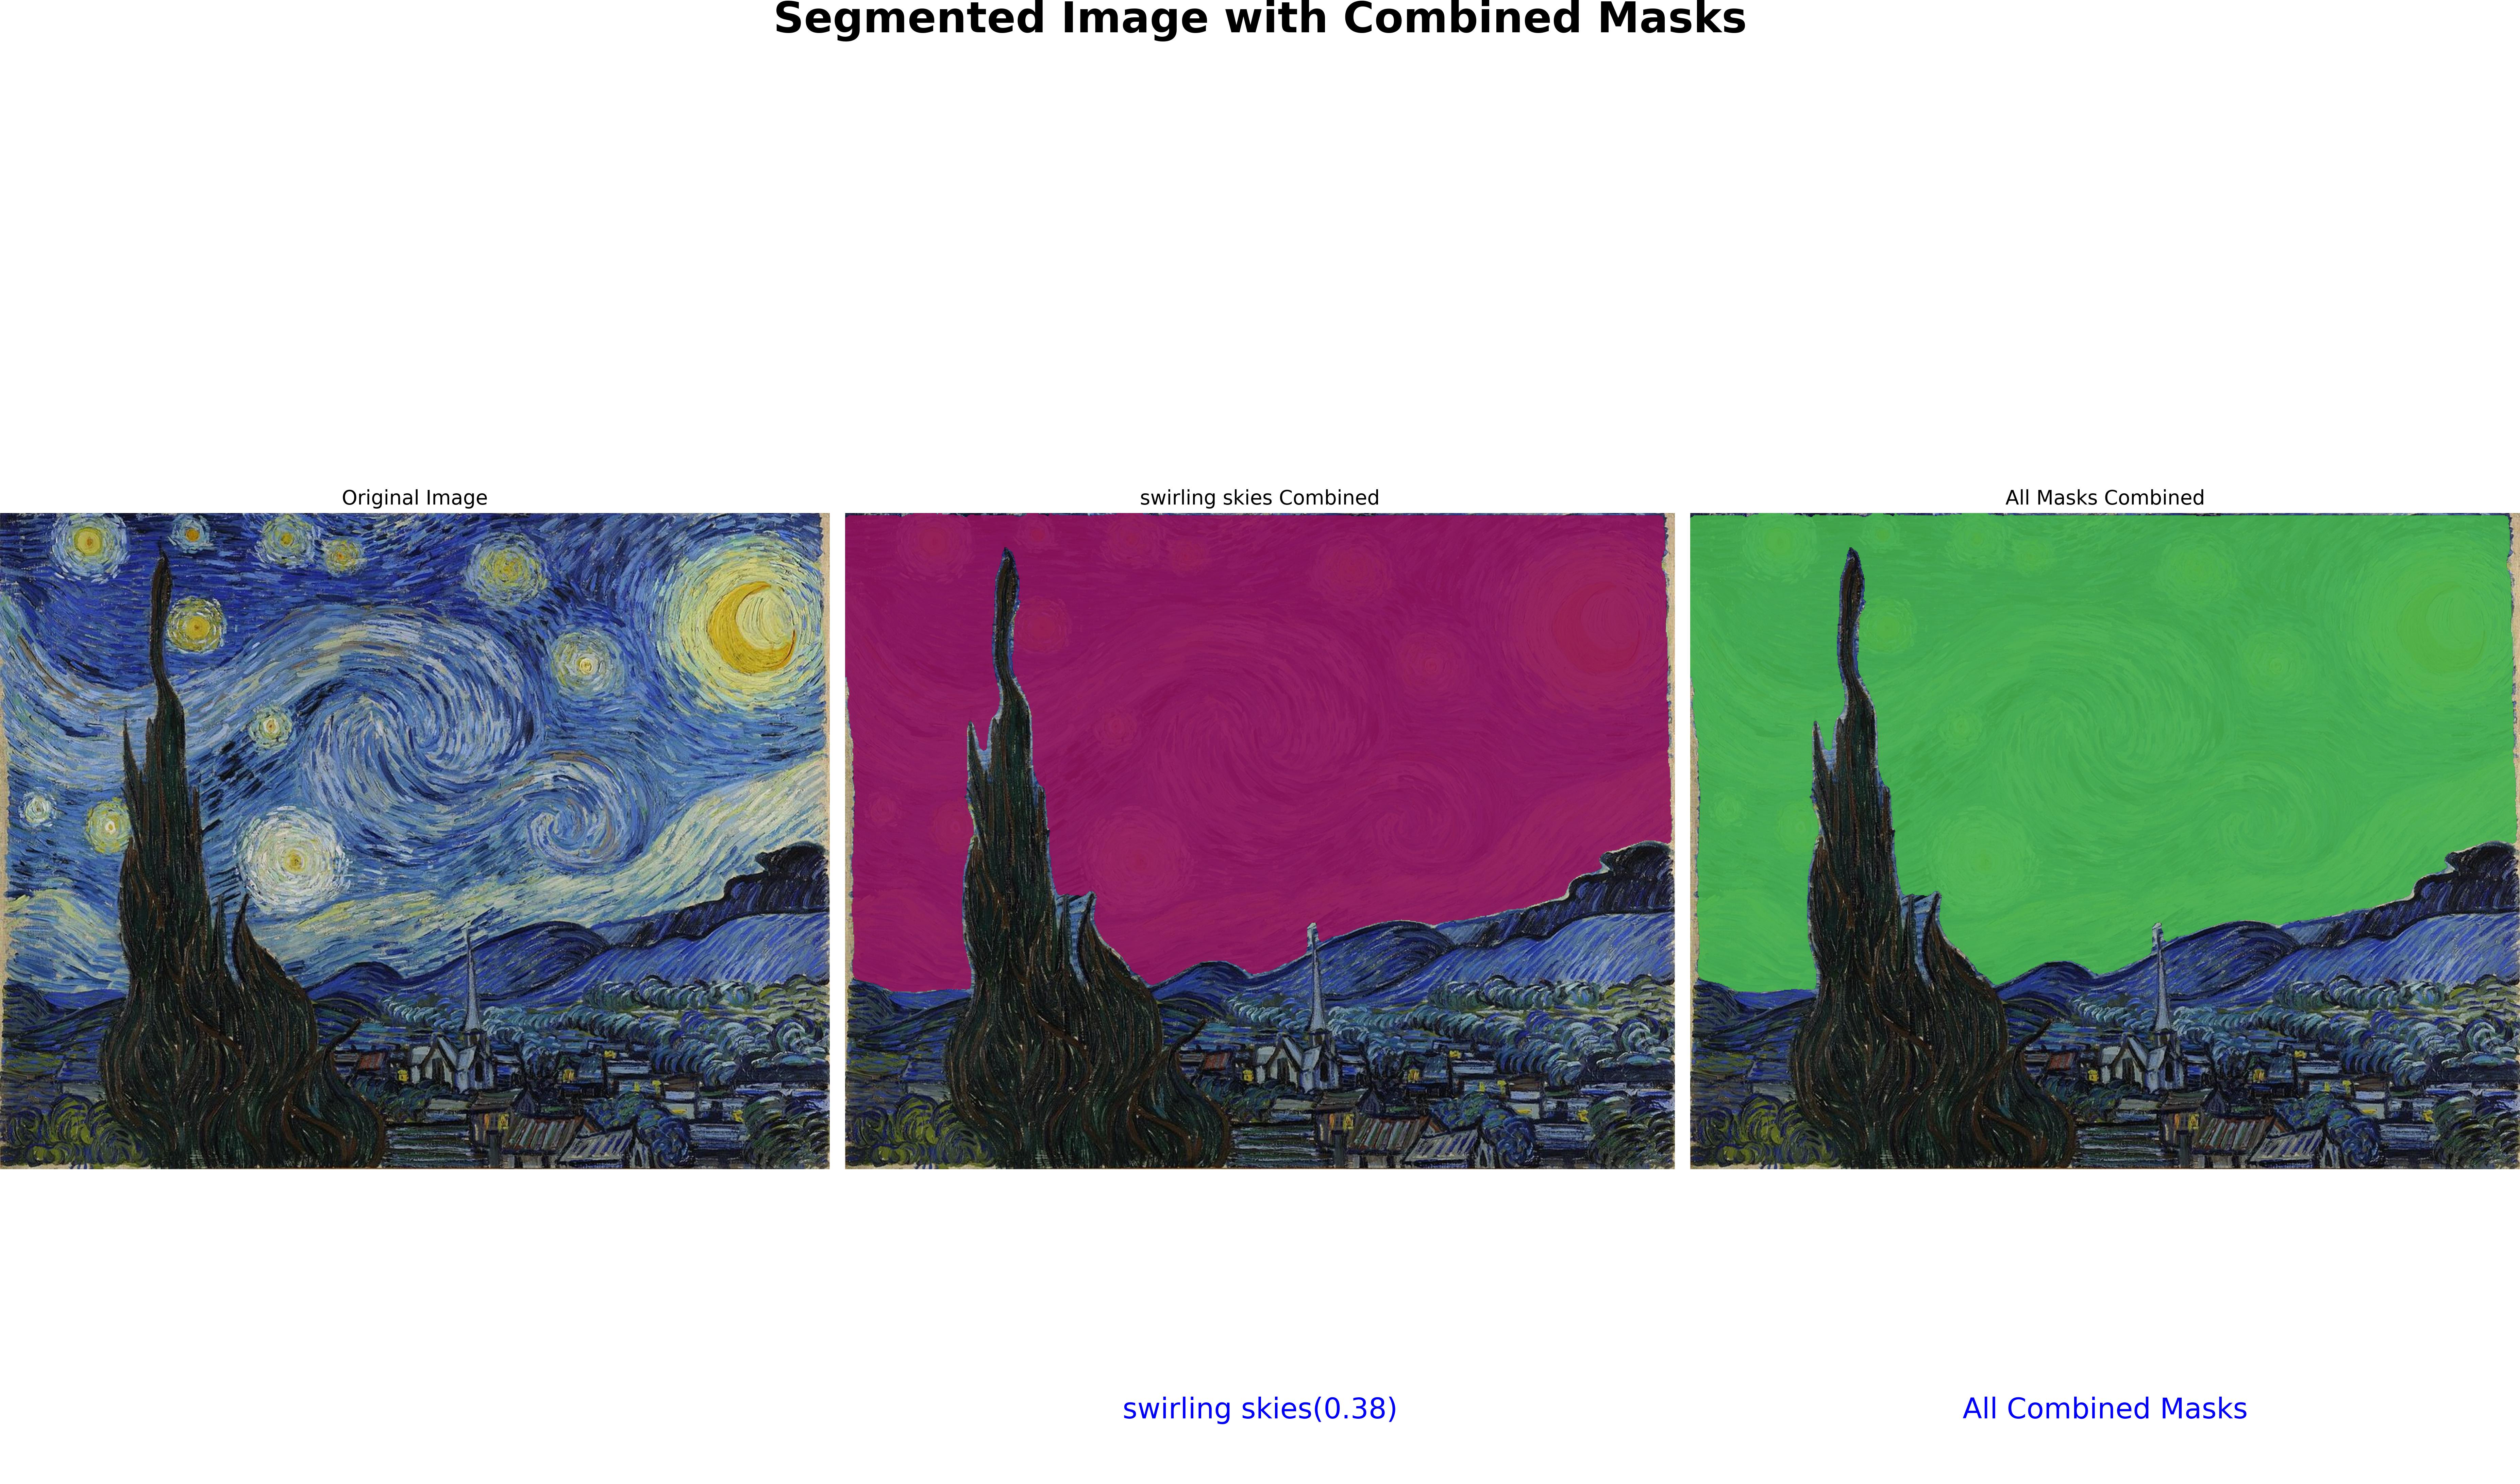 Segmented Image with Combined Masks
Original Image
swirling skies Combined
All Masks Combined
swirling skies(0.38)
All Combined Masks